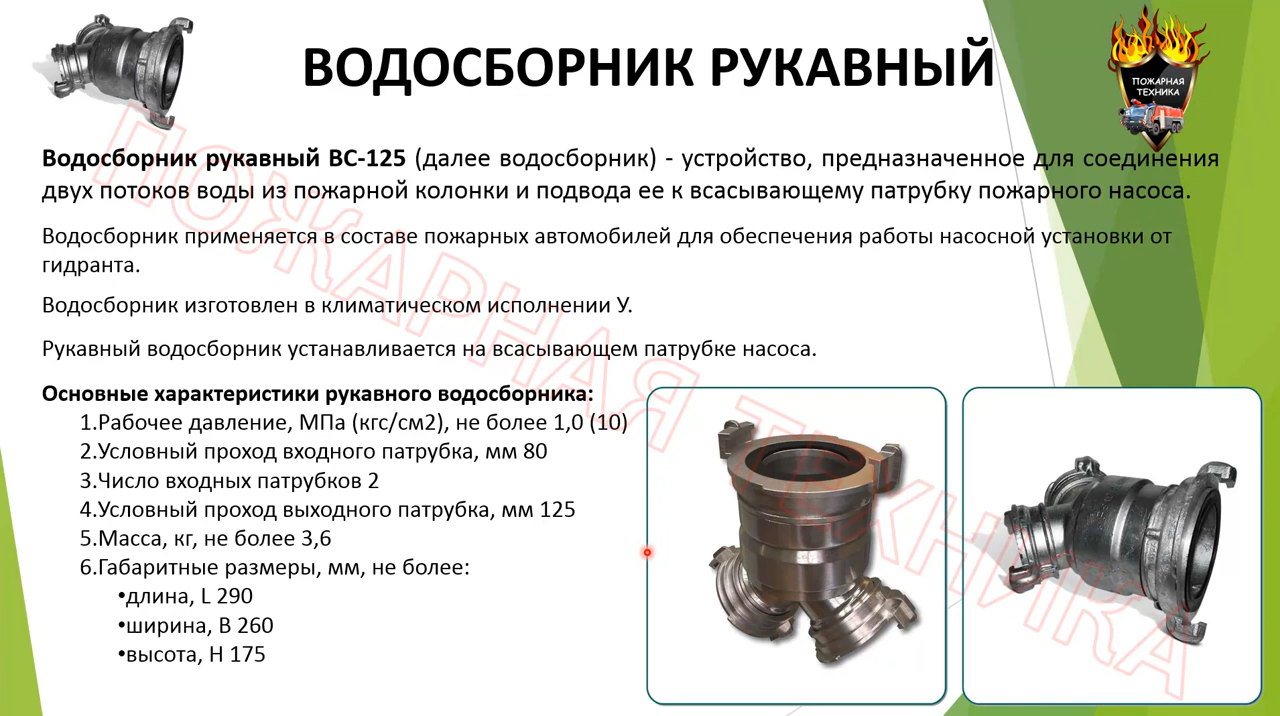 ВОДОСБОРНИК РУКАВНЫЙ
ПОЖАРНАЯ
ТЕХНИКА
Водосборник рукавный ВС-125 (далее водосборник) - устройство, предназначенное для соединения
двух потоков воды из пожарной колонки и подвода ее к всасывающему патрубку пожарного насоса.
Водосборник применяется в составе пожарных автомобилей для обеспечения работы насосной установки от
гидранта.
Водосборник изготовлен в климатическом исполнении У.
Рукавный водосборник устанавливается на всасывающем патрубке насоса.
Основные характеристики рукавного водосборника:
1.Рабочее давление, МПа (кгс/см2), не более 1,0 (10)
2.Условный проход входного патрубка, мм 80
3.Число входных патрубков 2
4.Условный проход выходного патрубка, мм 125
5.Масса, кг, не более 3,6
6.Габаритные размеры, мм, не более:
•длина, L 290
•ширина, B 260
•высота, H 175
ПОЖАРНАЯ ТЕХНИКА